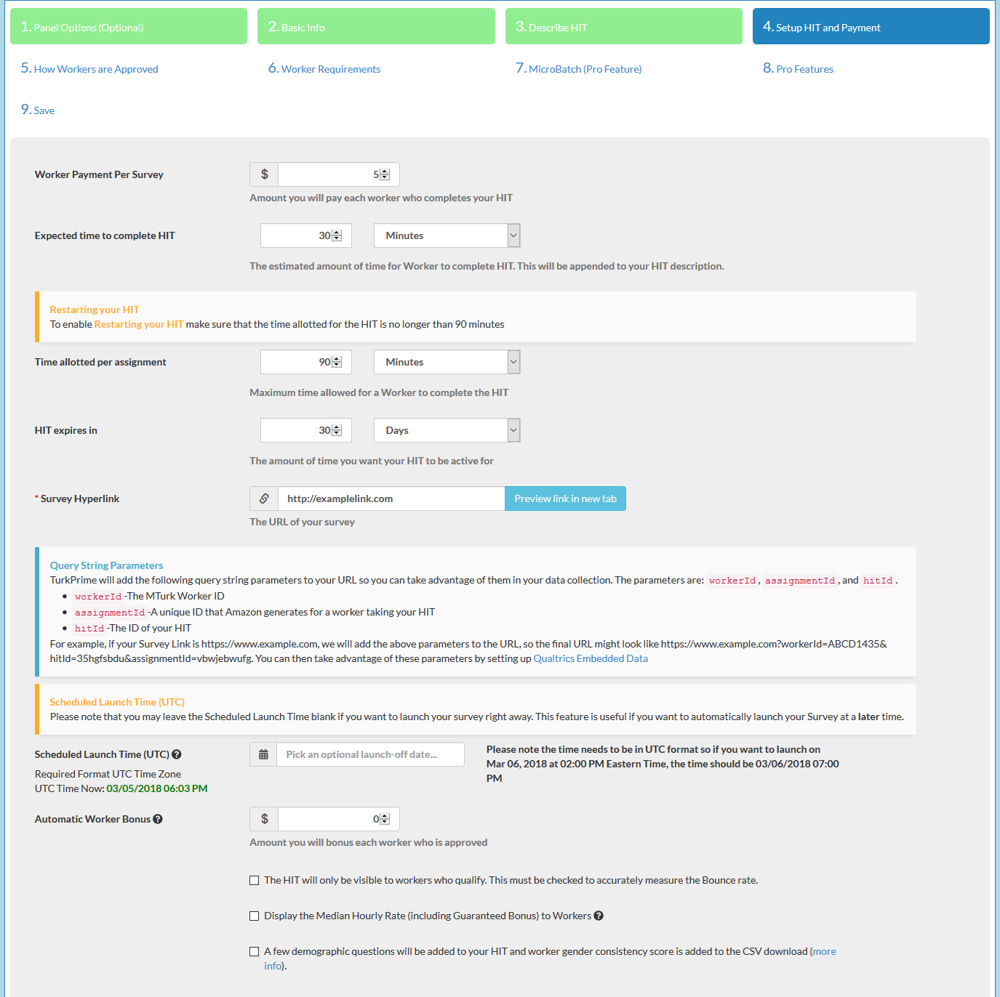 1. Panel Options (Optional)
2. Basic Info
3. Describe HIT
4. Setup HIT and Payment
5. How Workers are Approved
6. Worker Requirements
7. MicroBatch (Pro Feature)
8. Pro Features
9. Save
Worker Payment Per Survey
$ 5
Amount you will pay each worker who completes your HIT
Expected time to complete HIT
30 Minutes
The estimated amount of time for Worker to complete HIT. This will be appended to your HIT description.
Restarting your HIT
To enable Restarting your HIT make sure that the time allotted for the HIT is no longer than 90 minutes
Time allotted per assignment
90 Minutes
Maximum time allowed for a Worker to complete the HIT
HIT expires in
30 Days
The amount of time you want your HIT to be active for
* Survey Hyperlink
http://examplelink.com
Preview link in new tab
The URL of your survey
Query String Parameters
TurkPrime will add the following query string parameters to your URL so you can take advantage of them in your data collection. The parameters are: workerId , assignmentId , and hitId .
• workerId -The MTurk Worker ID
• assignmentId -A unique ID that Amazon generates for a worker taking your HIT
• hitId -The ID of your HIT
For example, if your Survey Link is https://www.example.com, we will add the above parameters to the URL, so the final URL might look like https://www.example.com?workerId=ABCD1435&
hitId=35hgfsbdu&assignmentId=vbwjebwufg. You can then take advantage of these parameters by setting up Qualtrics Embedded Data
Scheduled Launch Time (UTC)
Please note that you may leave the Scheduled Launch Time blank if you want to launch your survey right away. This feature is useful if you want to automatically launch your Survey at a later time.
Scheduled Launch Time (UTC) ?
Required Format UTC Time Zone
UTC Time Now: 03/05/2018 06:03 PM
Pick an optional launch-off date...
Please note the time needs to be in UTC format so if you want to launch on
Mar 06, 2018 at 02:00 PM Eastern Time, the time should be 03/06/2018 07:00
PM
Automatic Worker Bonus ?
$ 0
Amount you will bonus each worker who is approved
The HIT will only be visible to workers who qualify. This must be checked to accurately measure the Bounce rate.
Display the Median Hourly Rate (including Guaranteed Bonus) to Workers ?
A few demographic questions will be added to your HIT and worker gender consistency score is added to the CSV download (more
info).